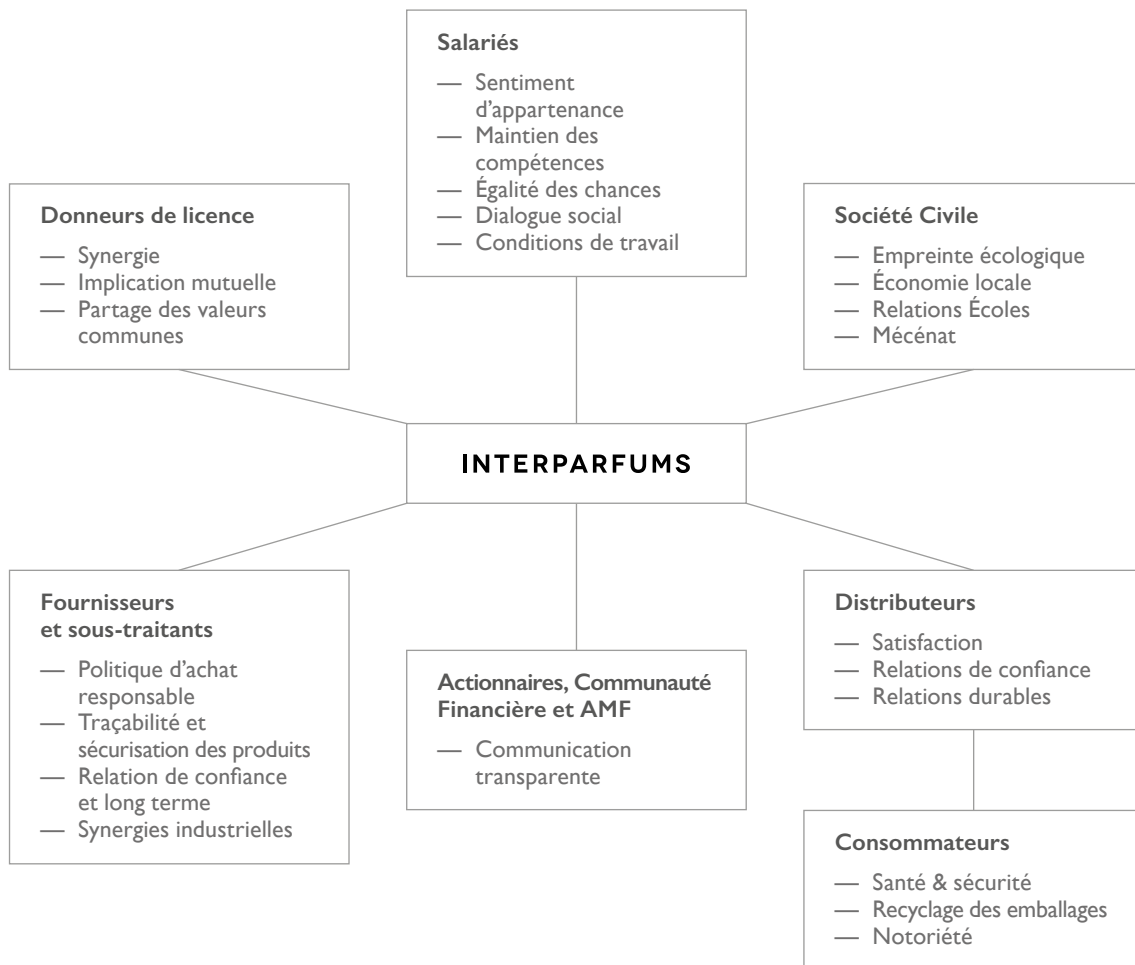 Salariés
— Sentiment
d’appartenance
— Maintien des
compétences
— Égalité des chances
— Dialogue social
— Conditions de travail
Donneurs de licence
— Synergie
— Implication mutuelle
— Partage des valeurs
communes
Société Civile
— Empreinte écologique
— Économie locale
— Relations Écoles
— Mécénat
INTERPARFUMS
Fournisseurs
et sous-traitants
— Politique d’achat
responsable
— Traçabilité et
sécurisation des produits
— Relation de confiance
et long terme
— Synergies industrielles
Actionnaires, Communauté
Financière et AMF
— Communication
transparente
Distributeurs
— Satisfaction
— Relations de confiance
— Relations durables
Consommateurs
— Santé & sécurité
— Recyclage des emballages
— Notoriété